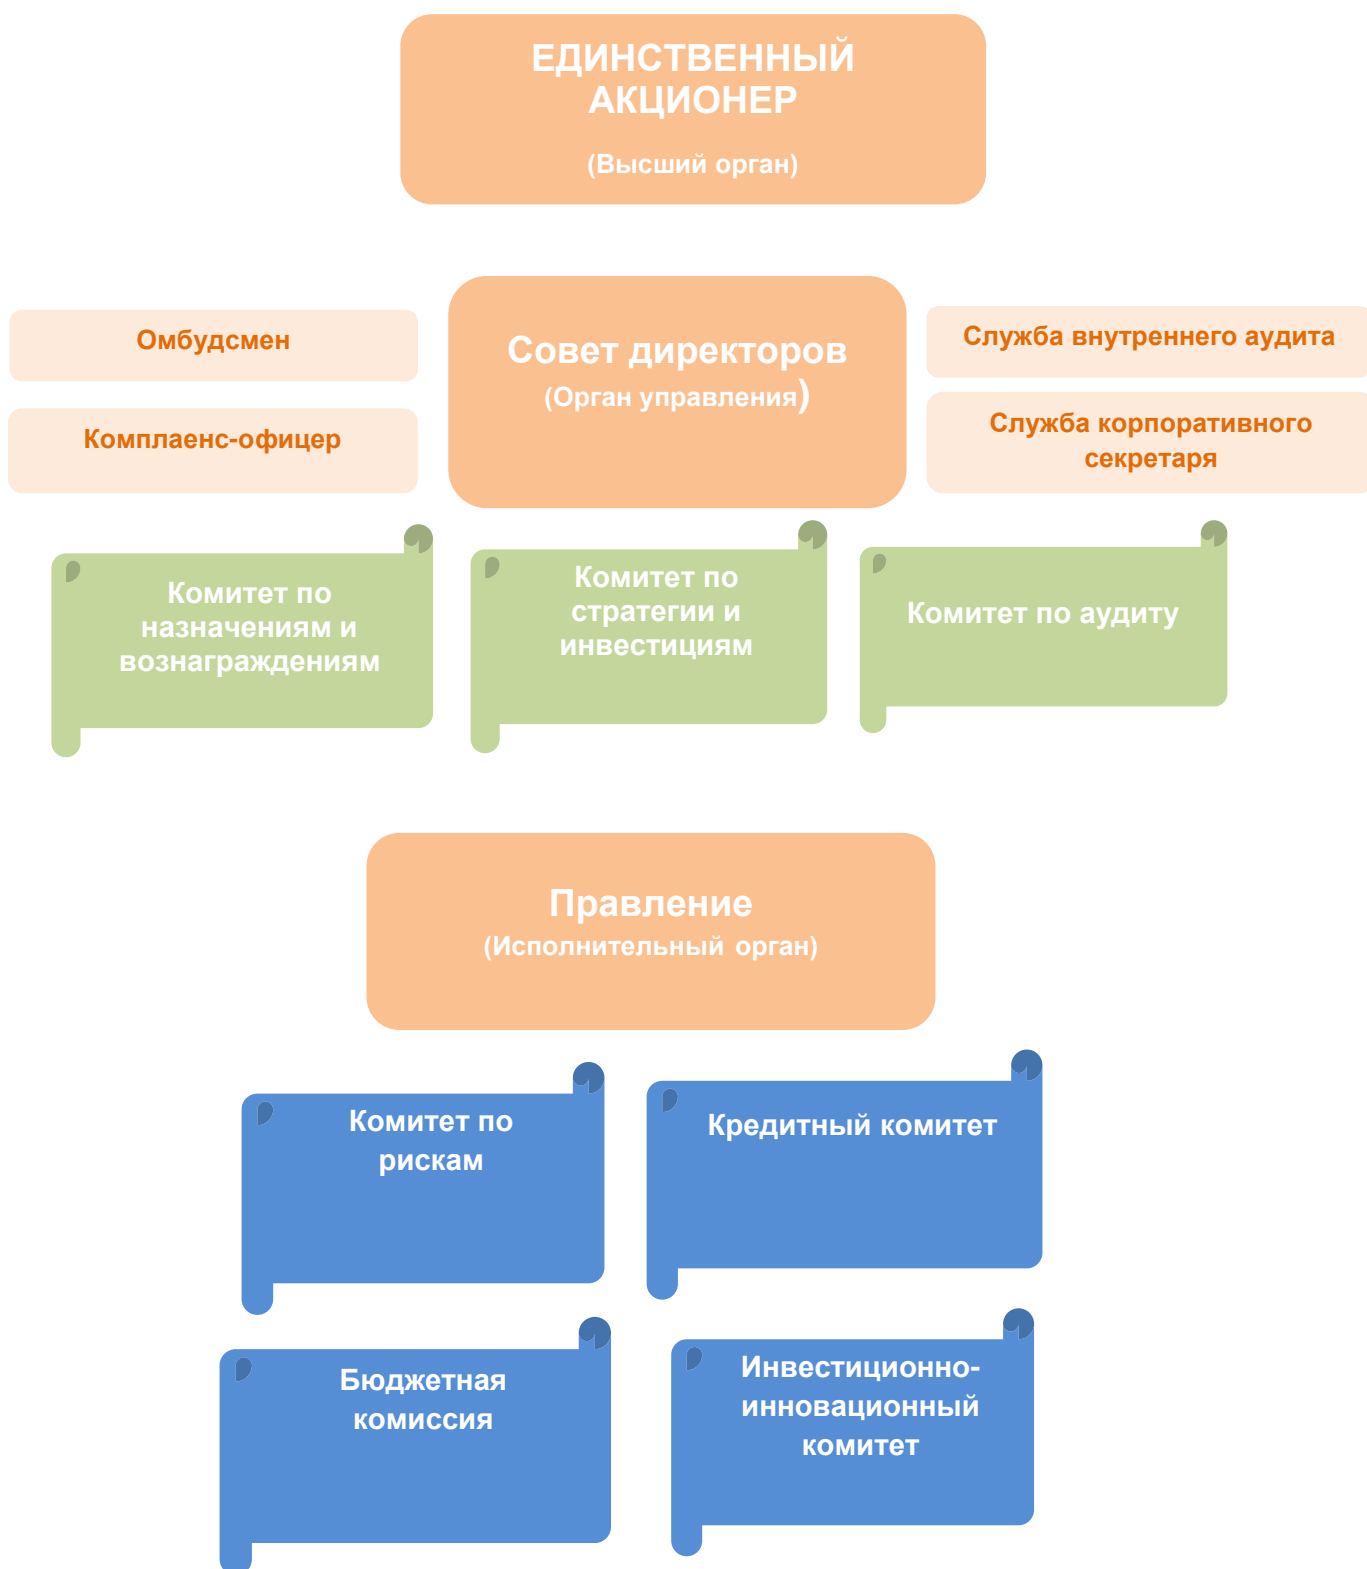 ЕДИНСТВЕННЫЙ
АКЦИОНЕР
(Высший орган)
Омбудсмен
Комплаенс-офицер
Совет директоров
(Орган управления)
Служба внутреннего аудита
Служба корпоративного
секретаря
Комитет по
назначениям и
вознаграждениям
Комитет по
стратегии и
инвестициям
Комитет по аудиту
Правление
(Исполнительный орган)
Комитет по
рискам
Кредитный комитет
Бюджетная
комиссия
Инвестиционно-
инновационный
комитет